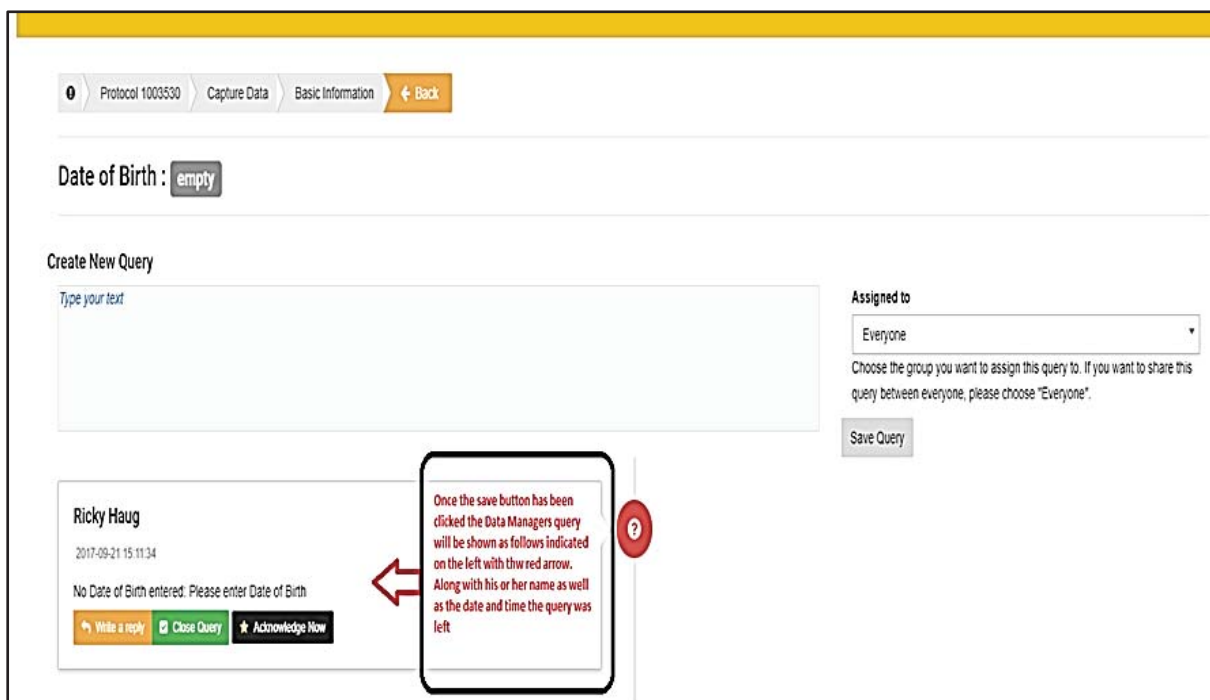 Protocol 1003530 Capture Data Basic Information Back
Date of Birth : empty
Create New Query
Type your text
Assigned to
Everyone
Choose the group you want to assign this query to. If you want to share this
query between everyone, please choose "Everyone".
Save Query
Ricky Haug
2017-09-21 15:11:34
No Date of Birth entered: Please enter Date of Birth
Write a reply Close Query Acknowledge Now
Once the save button has been
clicked the Data Managers query
will be shown as follows indicated
on the left with thw red arrow.
Along with his or her name as well
as the date and time the query was
left
?